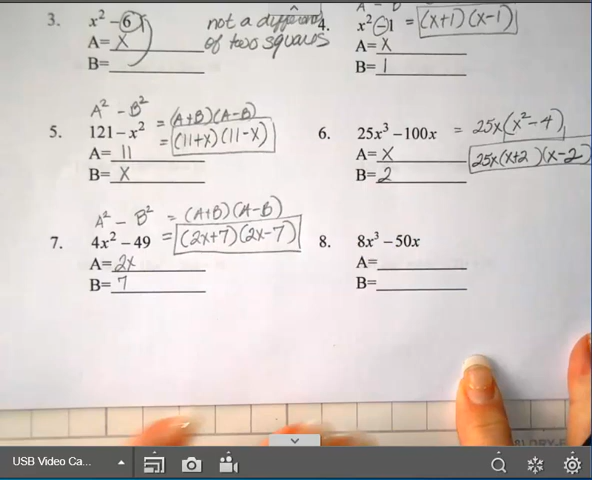 3. x² – 6 not a difference
A= x of two squares
B=
4. x² – 1 = (x+1)(x-1)
A= x
B= 1
A² - B² = (A+B)(A-B)
5. 121 – x² = (11+x)(11-x)
A= 11
B= x
6. 25x³ – 100x = 25x(x²-4)
A= x 25x(x+2)(x-2)
B= 2
A² - B² = (A+B)(A-B)
7. 4x² – 49 = (2x+7)(2x-7)
A= 2x
B= 7
8. 8x³ – 50x
A=
B=
USB Video Ca...